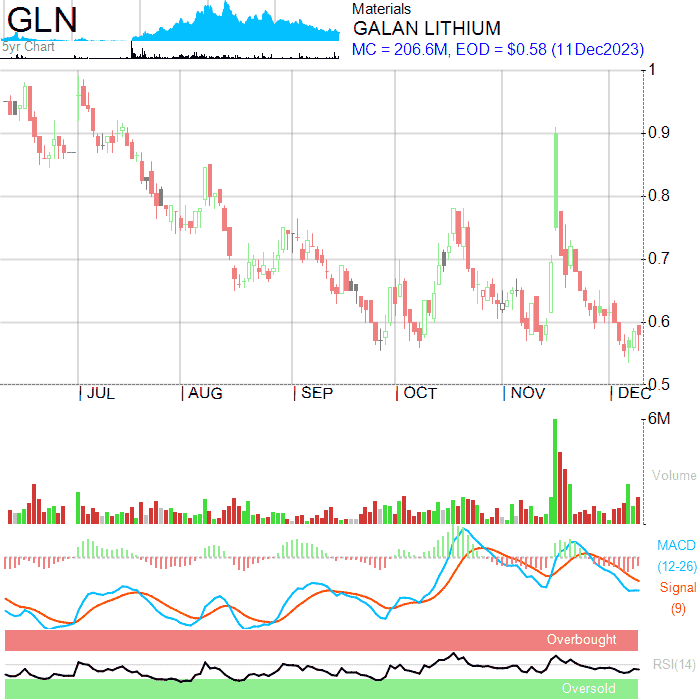 GLN
5yr Chart
Materials
GALAN LITHIUM
MC = 206.6M, EOD = $0.58 (11Dec2023)
1
0.9
0.8
0.7
0.6
0.5
JUL AUG SEP OCT NOV DEC
6M
Volume
MACD
(12-26)
Signal
(9)
Overbought
RSI(14)
Oversold